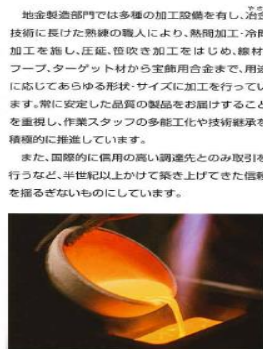 地金製造部門では多種の加工設備を有し、冶金
技術に長けた熟練の職人により、熱間加工・冷間
加工を施し、圧延、笹吹き加工をはじめ、線材、
フープ、ターゲット材から宝飾用合金まで、用途
に応じてあらゆる形状・サイズに加工を行ってい
ます。常に安定した品質の製品をお届けすること
を重視し、作業スタッフの多能工化や技術継承を
積極的に推進しています。
また、国際的に信用の高い調達先とのみ取引を
行うなど、半世紀以上かけて築き上げてきた信頼
を揺るぎないものにしています。